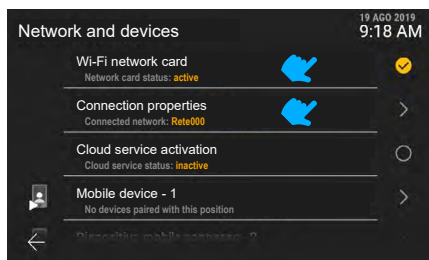 Network and devices
19 AGO 2019
9:18 AM
Wi-Fi network card
Network card status: active
Connection properties
Connected network: Rete000
Cloud service activation
Cloud service status: inactive
Mobile device - 1
No devices paired with this position